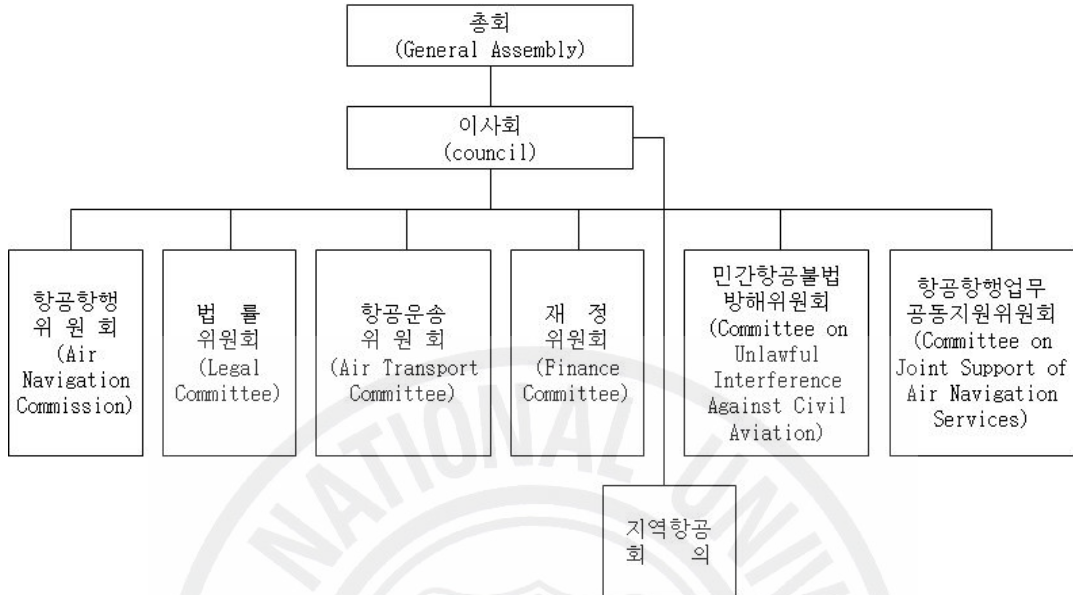 총회
(General Assembly)
이사회
(council)
항공항행
위 원 회
(Air
Navigation
Commission)
법 률
위원회
(Legal
Committee)
항공운송
위 원 회
(Air Transport
Committee)
재 정
위원회
(Finance
Committee)
민간항공불법
방해위원회
(Committee on
Unlawful
Interference
Against Civil
Aviation)
항공항행업무
공동지원위원회
(Committee on
Joint Support of
Air Navigation
Services)
지역항공
회 의
NATIONAL